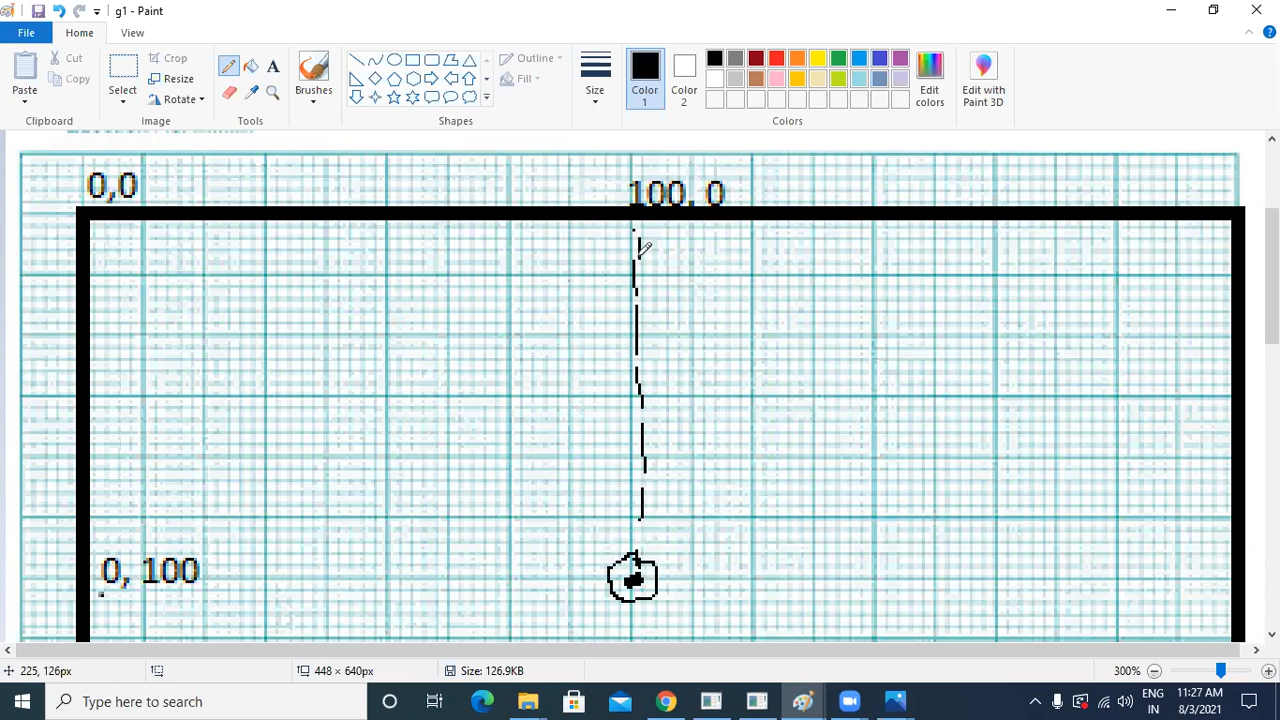 g1 - Paint
File
Home
View
Paste
Cut
Copy
Clipboard
Select
Crop
Resize
Rotate
Image
A
Tools
Brushes
Outline
Fill
Shapes
Size
Color 1
Color 2
Edit colors
Edit with Paint 3D
Colors
0,0
100, 0
0, 100
225, 126px
448 × 640px
Size: 126.9KB
300%
Type here to search
ENG
IN
11:27 AM
8/3/2021